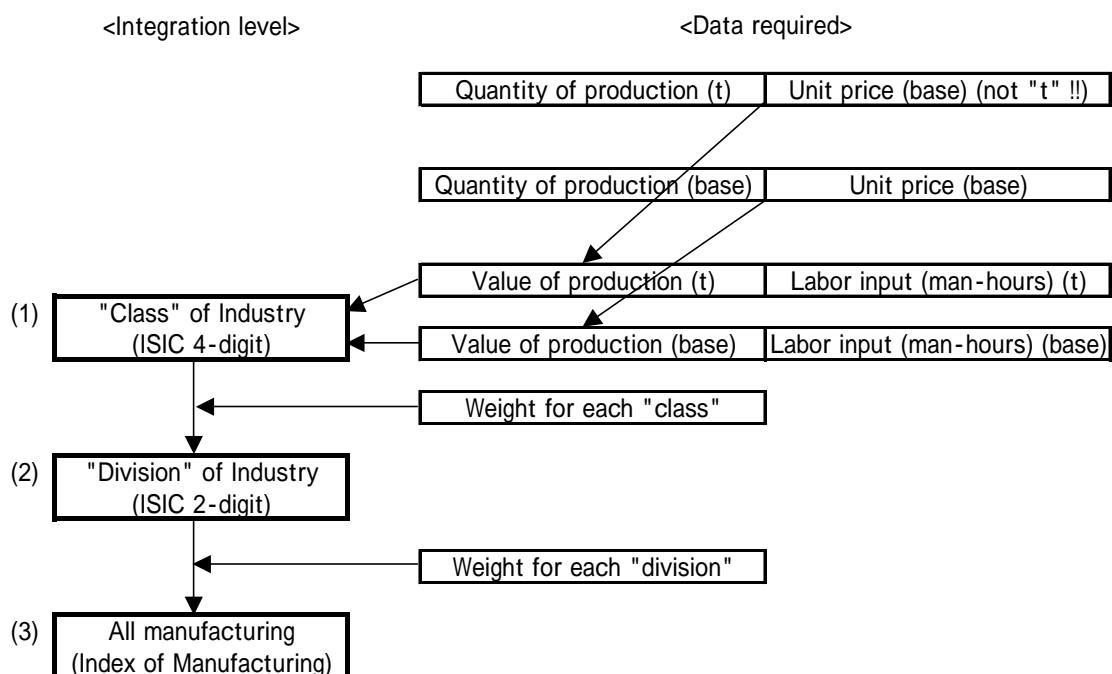 <Integration level> <Data required>
Quantity of production (t) Unit price (base) (not "t" !!)
Quantity of production (base) Unit price (base)
Value of production (t) Labor input (man-hours) (t)
(1) "Class" of Industry
(ISIC 4-digit)
Value of production (base) Labor input (man-hours) (base)
Weight for each "class"
(2) "Division" of Industry
(ISIC 2-digit)
Weight for each "division"
(3) All manufacturing
(Index of Manufacturing)